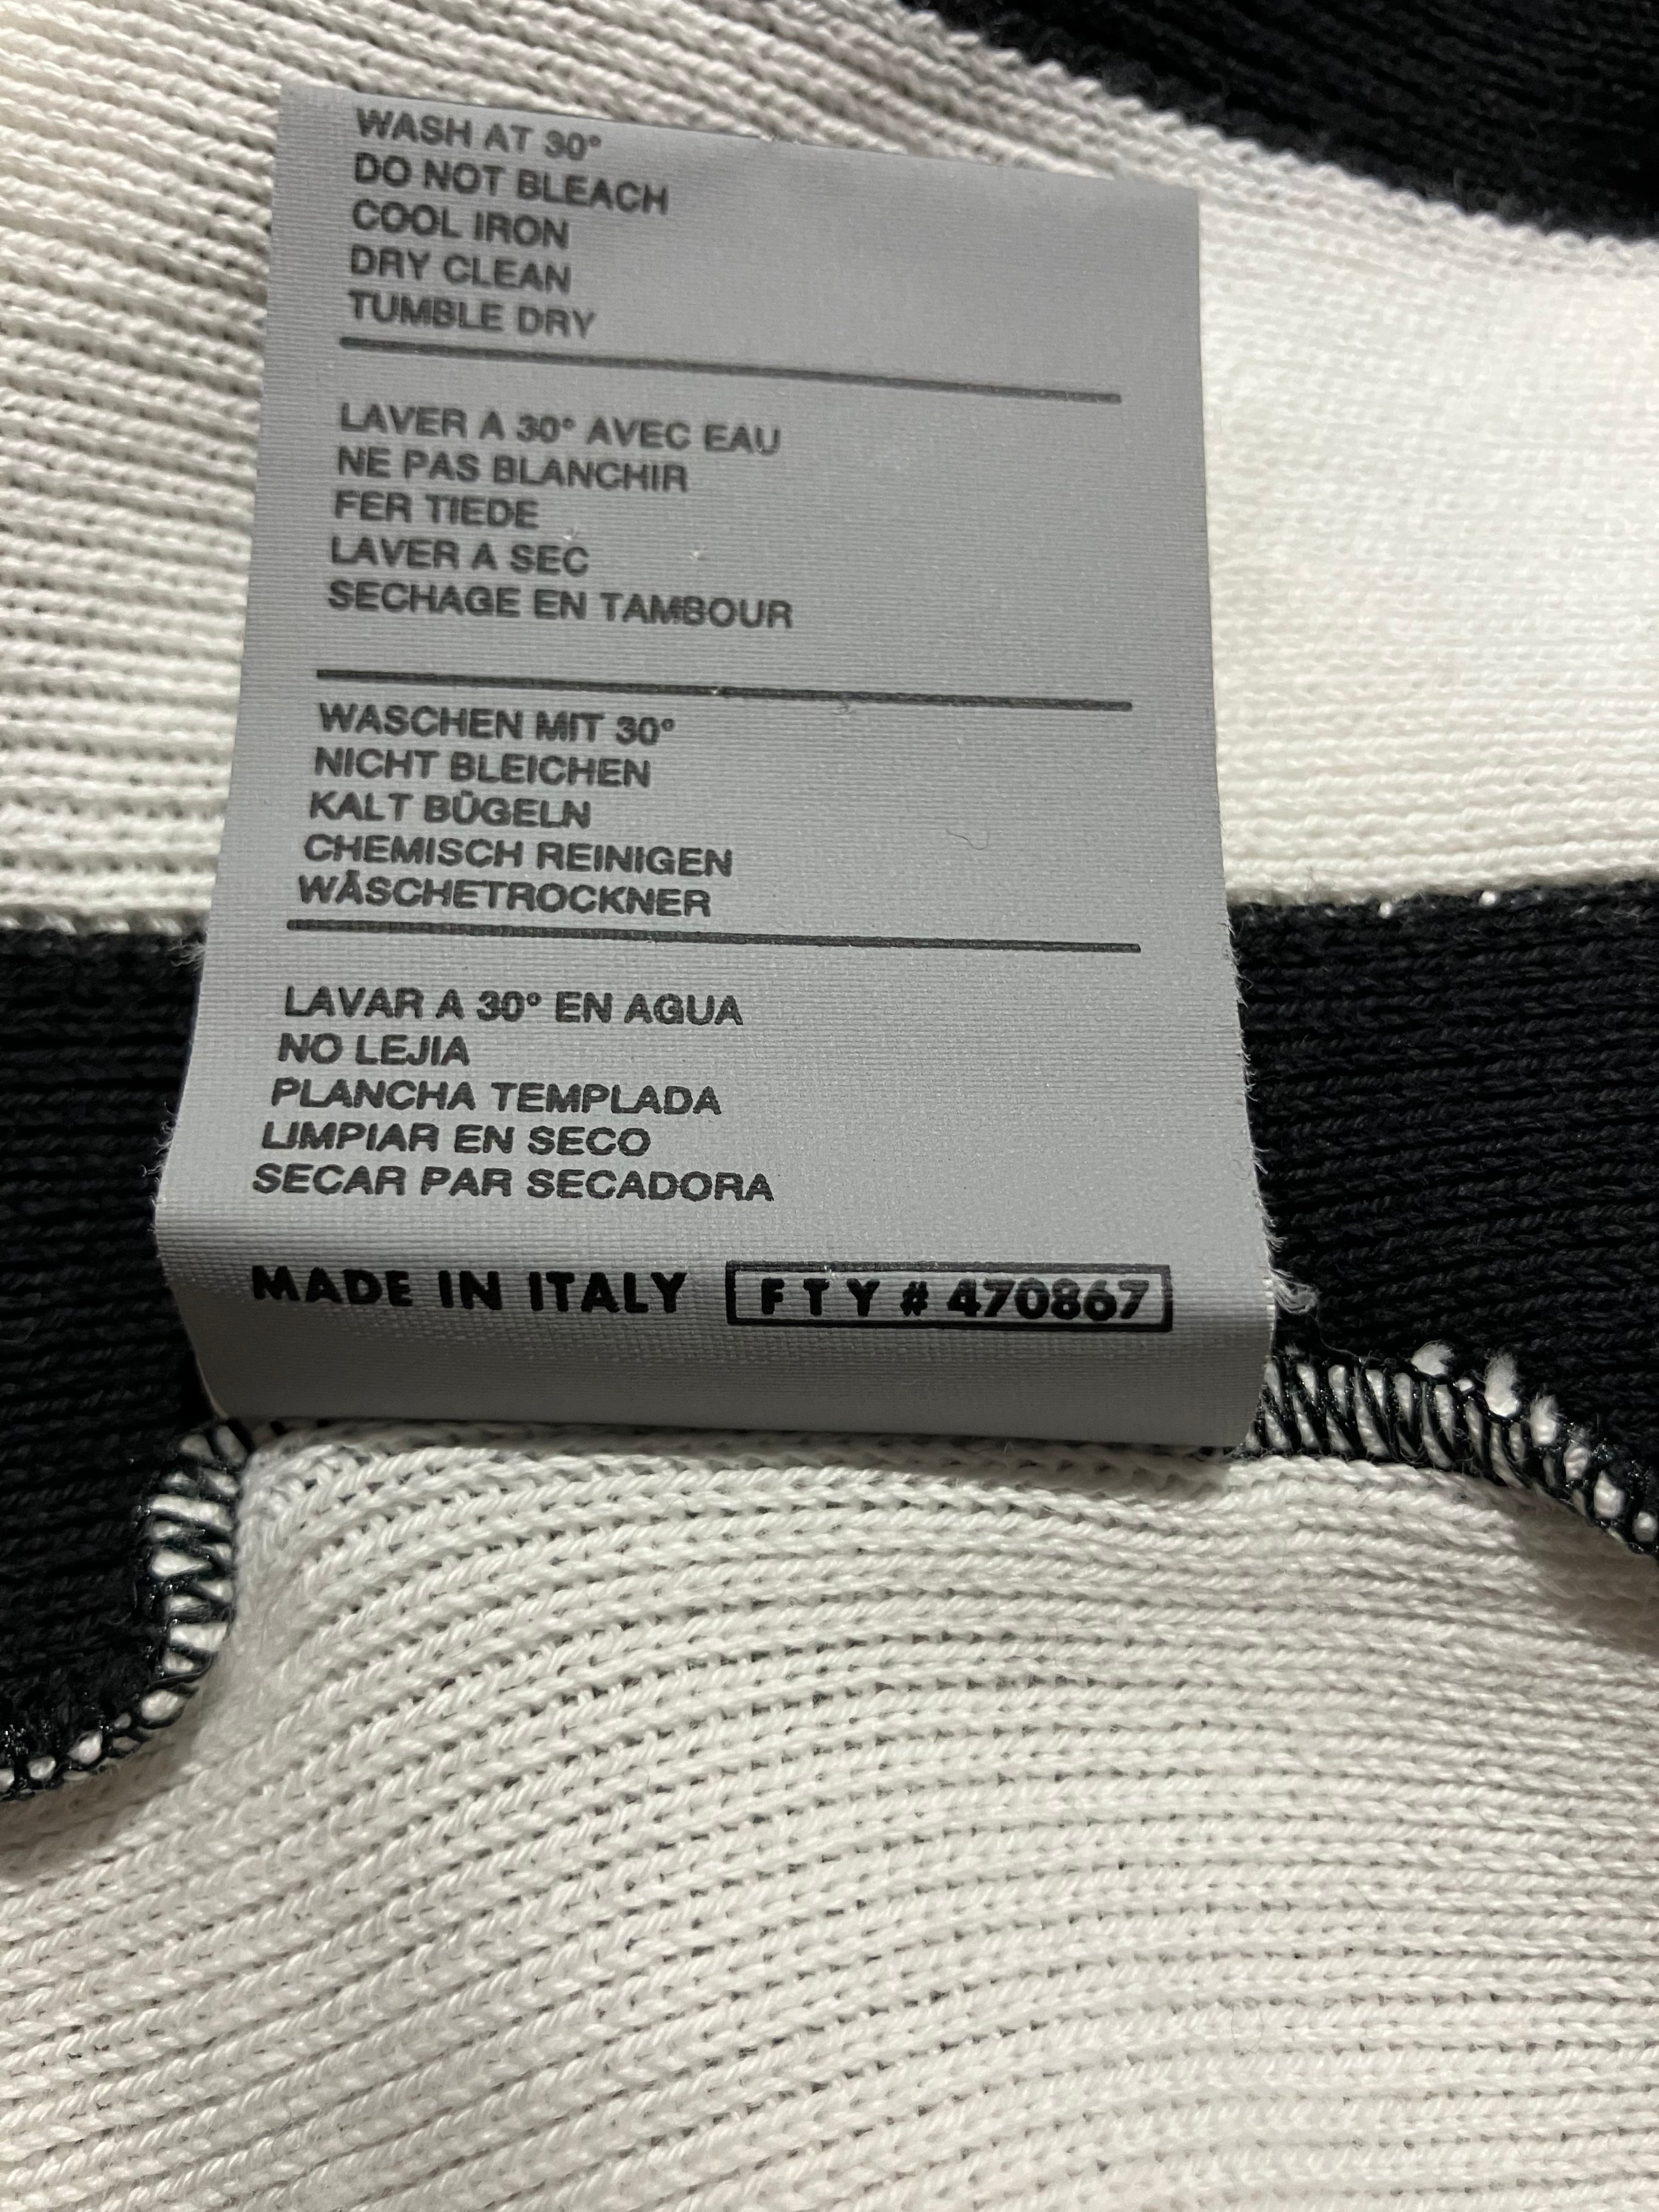 WASH AT 30°
DO NOT BLEACH
COOL IRON
DRY CLEAN
TUMBLE DRY
LAVER A 30° AVEC EAU
NE PAS BLANCHIR
FER TIEDE
LAVER A SEC
SECHAGE EN TAMBOUR
WASCHEN MIT 30°
NICHT BLEICHEN
KALT BÜGELN
CHEMISCH REINIGEN
WÄSCHETROCKNER
LAVAR A 30° EN AGUA
NO LEJIA
PLANCHA TEMPLADA
LIMPIAR EN SECO
SECAR PAR SECADORA
MADE IN ITALY FTY # 470867